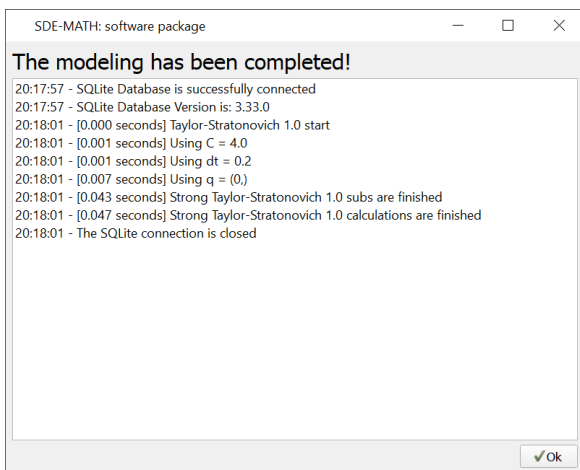 SDE-MATH: software package
The modeling has been completed!
20:17:57 - SQLite Database is successfully connected
20:17:57 - SQLite Database Version is: 3.33.0
20:18:01 - [0.000 seconds] Taylor-Stratonovich 1.0 start
20:18:01 - [0.001 seconds] Using C = 4.0
20:18:01 - [0.001 seconds] Using dt = 0.2
20:18:01 - [0.007 seconds] Using q = (0,)
20:18:01 - [0.043 seconds] Strong Taylor-Stratonovich 1.0 subs are finished
20:18:01 - [0.047 seconds] Strong Taylor-Stratonovich 1.0 calculations are finished
20:18:01 - The SQLite connection is closed
Ok